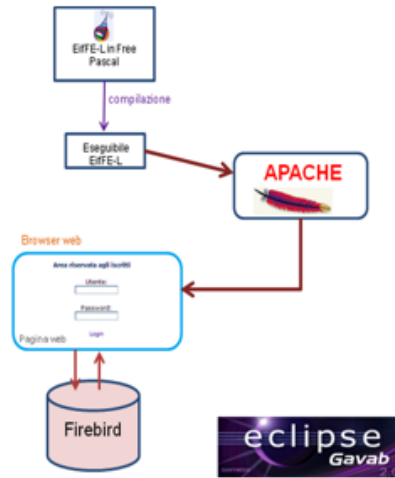 EifFE-L in Free
Pascal
compilazione
Eseguibile
EifFE-L
APACHE
Browser web
Area riservata agli iscritti
Utente:
Password:
Login
Pagina web
Firebird
eclipse
Gavab